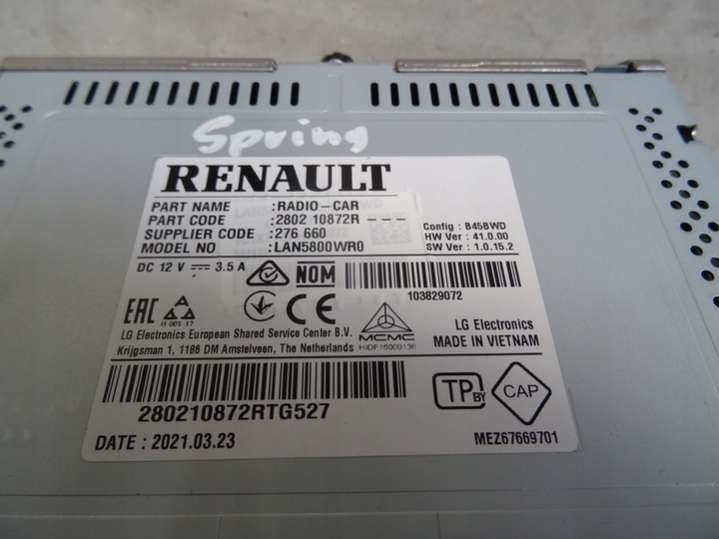 Spring
RENAULT
PART NAME : RADIO-CAR
PART CODE : 2802 10872R ---
SUPPLIER CODE : 276 660
MODEL NO : LAN5800WR0
Config : B45BWD
HW Ver : 41.0.00
SW Ver : 1.0.15.2
DC 12 V ⎓ 3.5 A
NOM
103829072
EAC
CE
MCMC
LG Electronics European Shared Service Center B.V.
Krijgsman 1, 1186 DM Amstelveen, The Netherlands
HIDF15000136
LG Electronics
MADE IN VIETNAM
280210872RTG527
TP BY
CAP
DATE : 2021.03.23
MEZ67669701